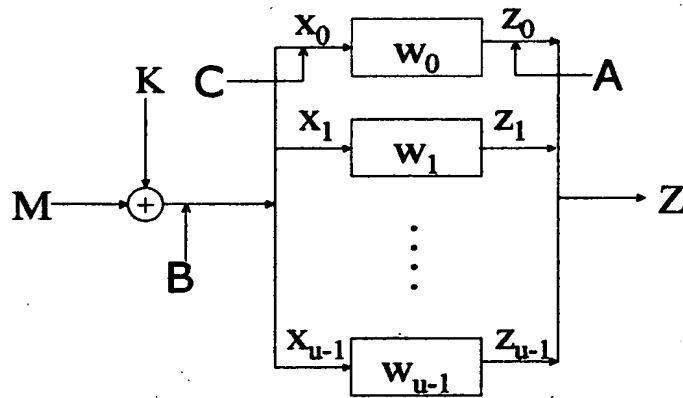 x₀ z₀
w₀
K C A
x₁ z₁
w₁
M + Z
B
xᵤ₋₁ zᵤ₋₁
wᵤ₋₁